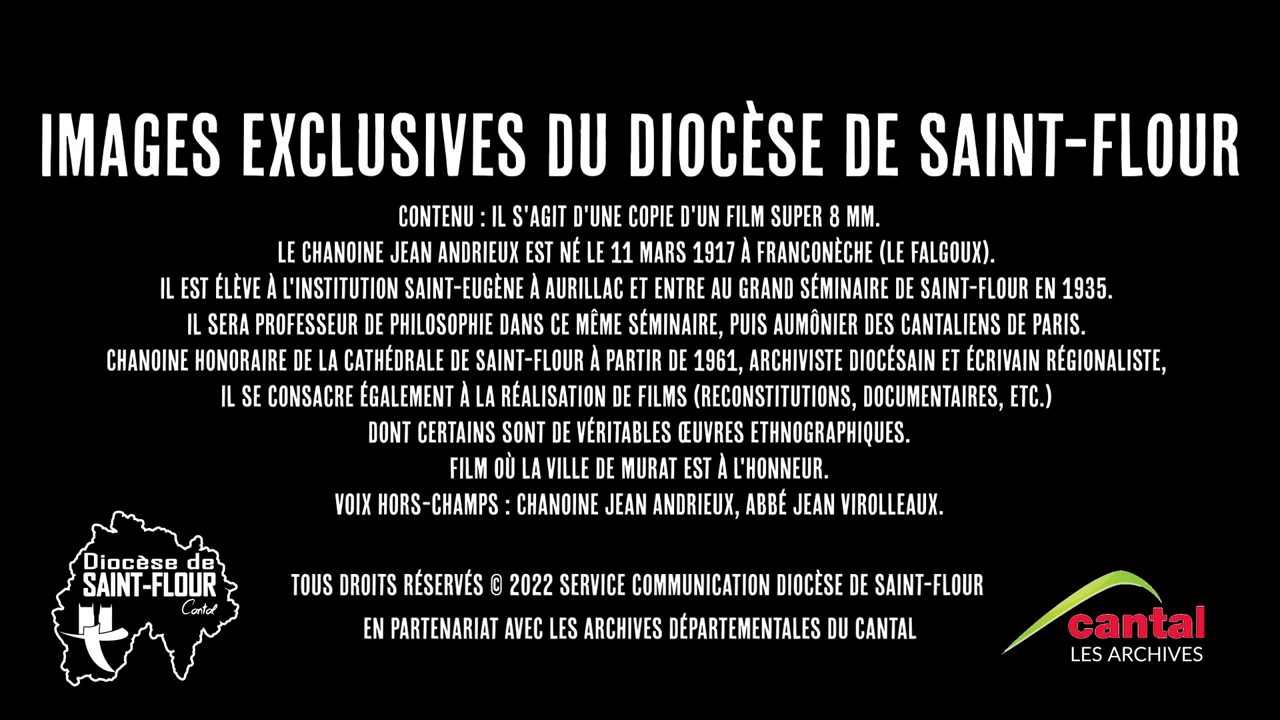 IMAGES EXCLUSIVES DU DIOCÈSE DE SAINT-FLOUR
CONTENU : IL S'AGIT D'UNE COPIE D'UN FILM SUPER 8 MM.
LE CHANOINE JEAN ANDRIEUX EST NÉ LE 11 MARS 1917 À FRANCONÈCHE (LE FALGOUX).
IL EST ÉLÈVE À L'INSTITUTION SAINT-EUGÈNE À AURILLAC ET ENTRE AU GRAND SÉMINAIRE DE SAINT-FLOUR EN 1935.
IL SERA PROFESSEUR DE PHILOSOPHIE DANS CE MÊME SÉMINAIRE, PUIS AUMÔNIER DES CANTALIENS DE PARIS.
CHANOINE HONORAIRE DE LA CATHÉDRALE DE SAINT-FLOUR À PARTIR DE 1961, ARCHIVISTE DIOCÉSAIN ET ÉCRIVAIN RÉGIONALISTE,
IL SE CONSACRE ÉGALEMENT À LA RÉALISATION DE FILMS (RECONSTITUTIONS, DOCUMENTAIRES, ETC.)
DONT CERTAINS SONT DE VÉRITABLES ŒUVRES ETHNOGRAPHIQUES.
FILM OÙ LA VILLE DE MURAT EST À L'HONNEUR.
VOIX HORS-CHAMPS : CHANOINE JEAN ANDRIEUX, ABBÉ JEAN VIROLLEAUX.
Diocèse de
SAINT-FLOUR
Cantal
TOUS DROITS RÉSERVÉS © 2022 SERVICE COMMUNICATION DIOCÈSE DE SAINT-FLOUR
EN PARTENARIAT AVEC LES ARCHIVES DÉPARTEMENTALES DU CANTAL
cantal
LES ARCHIVES